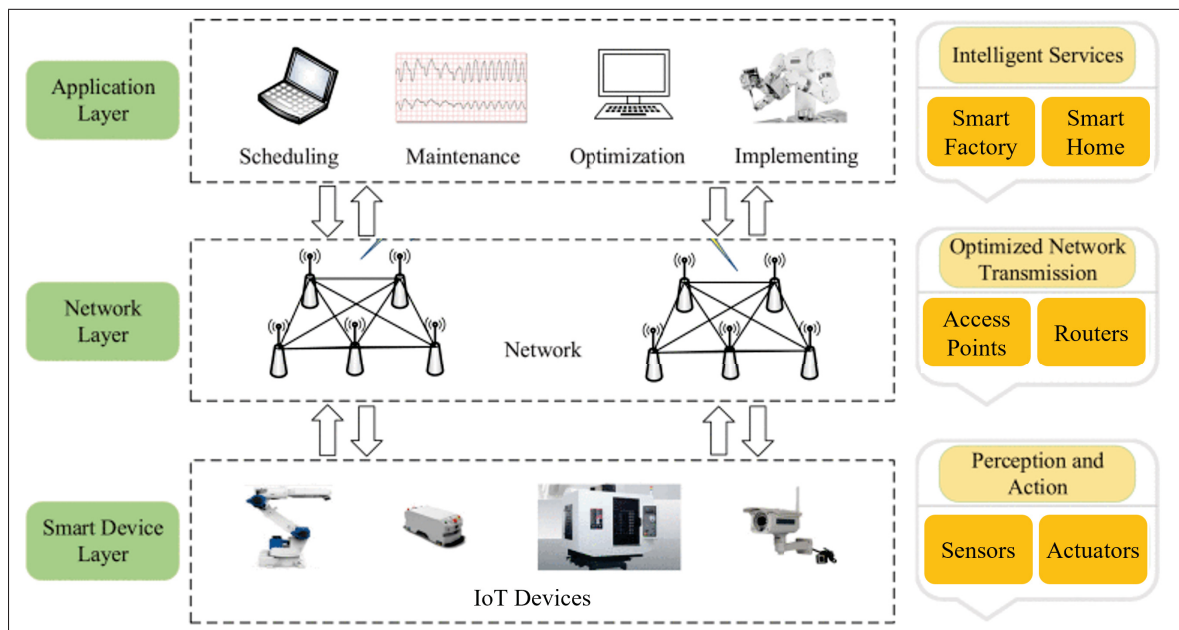 Application
Layer
Scheduling
Maintenance
Optimization
Implementing
Intelligent Services
Smart
Factory
Smart
Home
Network
Layer
Network
Optimized Network
Transmission
Access
Points
Routers
Smart Device
Layer
IoT Devices
Perception and
Action
Sensors
Actuators